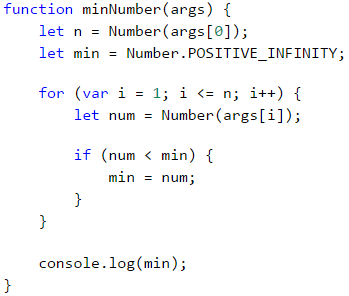 function minNumber(args) {
    let n = Number(args[0]);
    let min = Number.POSITIVE_INFINITY;

    for (var i = 1; i <= n; i++) {
        let num = Number(args[i]);

        if (num < min) {
            min = num;
        }
    }

    console.log(min);
}